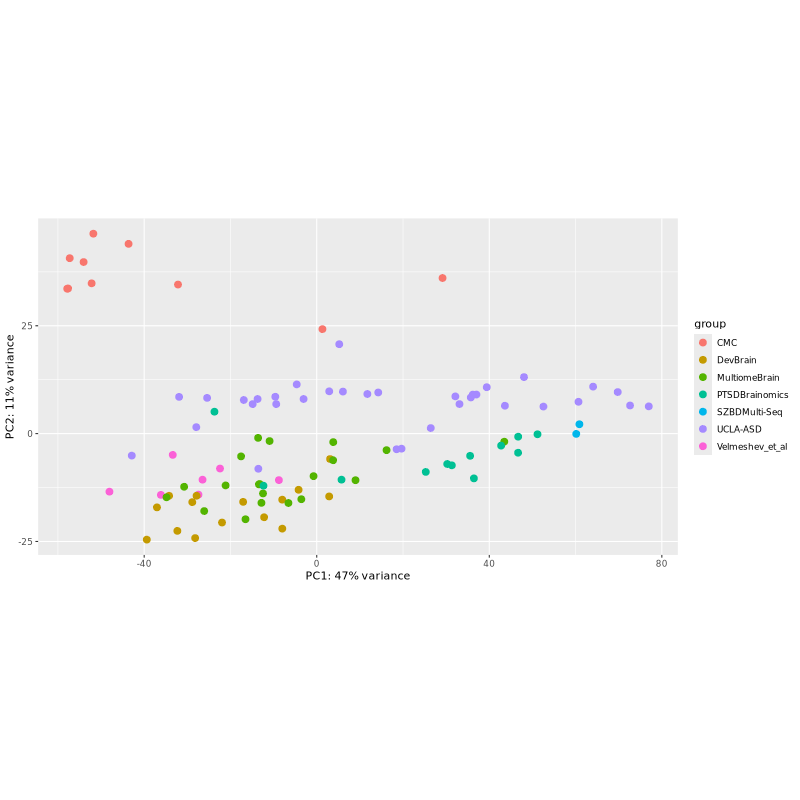 PC2: 11% variance
25
0
-25
-40
0
40
80
PC1: 47% variance
group
CMC
DevBrain
MultiomeBrain
PTSDBrainomics
SZBDMulti-Seq
UCLA-ASD
Velmeshev_et_al